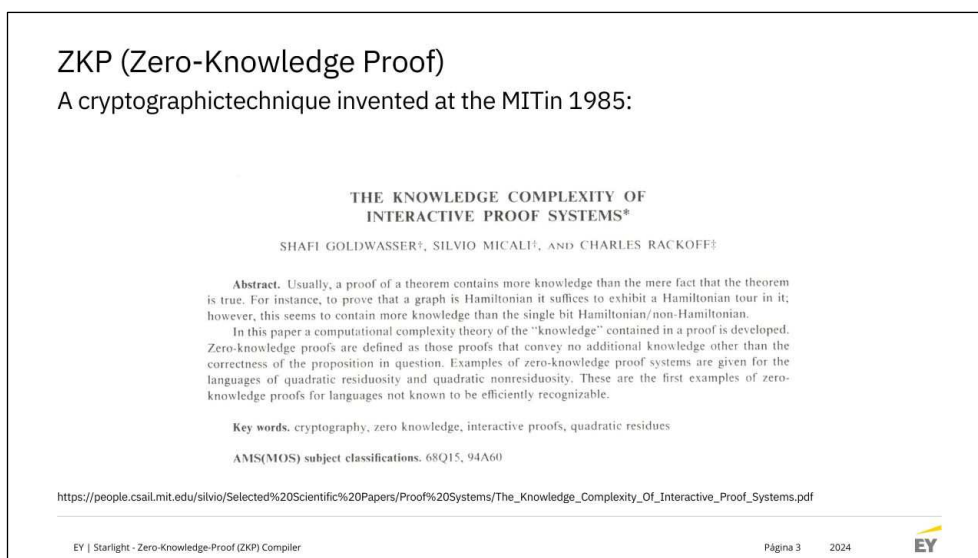 ZKP (Zero-Knowledge Proof)
A cryptographictechnique invented at the MITin 1985:
THE KNOWLEDGE COMPLEXITY OF
INTERACTIVE PROOF SYSTEMS*
SHAFI GOLDWASSER†, SILVIO MICALI‡, AND CHARLES RACKOFF‡
Abstract. Usually, a proof of a theorem contains more knowledge than the mere fact that the theorem
is true. For instance, to prove that a graph is Hamiltonian it suffices to exhibit a Hamiltonian tour in it;
however, this seems to contain more knowledge than the single bit Hamiltonian/non-Hamiltonian.
In this paper a computational complexity theory of the "knowledge" contained in a proof is developed.
Zero-knowledge proofs are defined as those proofs that convey no additional knowledge other than the
correctness of the proposition in question. Examples of zero-knowledge proof systems are given for the
languages of quadratic residuosity and quadratic nonresiduosity. These are the first examples of zero-
knowledge proofs for languages not known to be efficiently recognizable.
Key words. cryptography, zero knowledge, interactive proofs, quadratic residues
AMS(MOS) subject classifications. 68Q15, 94A60
https://people.csail.mit.edu/silvio/Selected%20Scientific%20Papers/Proof%20Systems/The_Knowledge_Complexity_Of_Interactive_Proof_Systems.pdf
EY | Starlight - Zero-Knowledge-Proof (ZKP) Compiler
Página 3 2024
EY